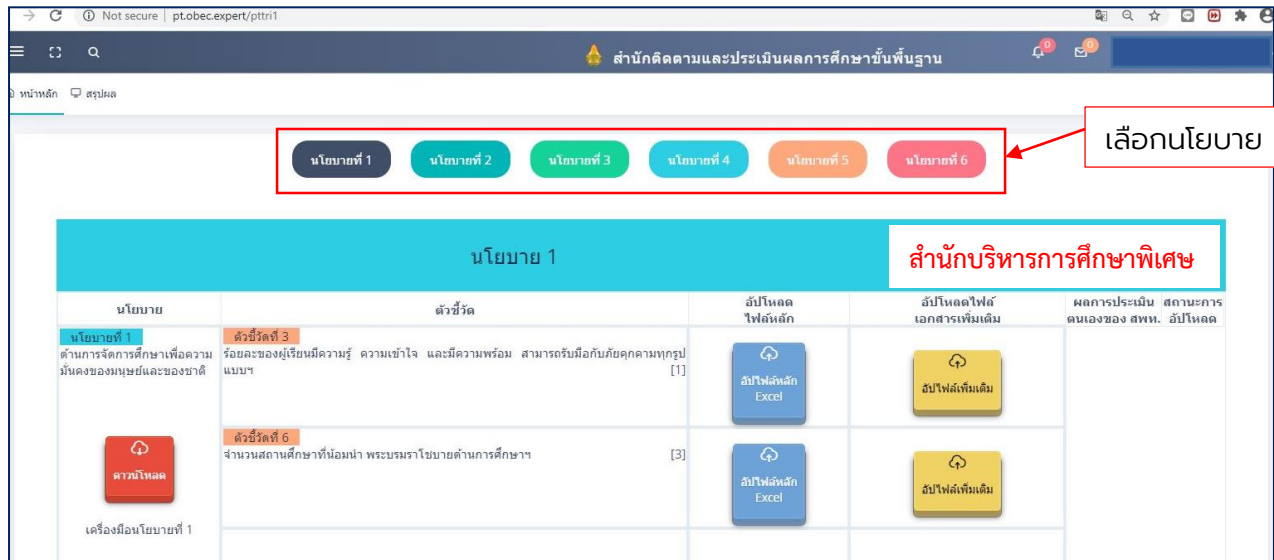 Not secure | pt.obec.expert/pttri1
สำนักติดตามและประเมินผลการศึกษาขั้นพื้นฐาน
0
0
หน้าหลัก
สรุปผล
เลือกนโยบาย
นโยบายที่ 1
นโยบายที่ 2
นโยบายที่ 3
นโยบายที่ 4
นโยบายที่ 5
นโยบายที่ 6
นโยบาย 1
สำนักบริหารการศึกษาพิเศษ
นโยบาย
ตัวชี้วัด
อัปโหลด
ไฟล์หลัก
อัปโหลดไฟล์
เอกสารเพิ่มเติม
ผลการประเมิน
ตนเองของ สพท.
สถานะการ
อัปโหลด
นโยบายที่ 1
ด้านการจัดการศึกษาเพื่อความ
มั่นคงของมนุษย์และของชาติ
ดาวน์โหลด
เครื่องมือนโยบายที่ 1
ตัวชี้วัดที่ 3
ร้อยละของผู้เรียนมีความรู้ ความเข้าใจ และมีความพร้อม สามารถรับมือกับภัยคุกคามทุกรูป
แบบฯ [1]
อัปไฟล์หลัก
Excel
อัปไฟล์เพิ่มเติม
ตัวชี้วัดที่ 6
จำนวนสถานศึกษาที่น้อมนำ พระบรมราโชบายด้านการศึกษาฯ [3]
อัปไฟล์หลัก
Excel
อัปไฟล์เพิ่มเติม